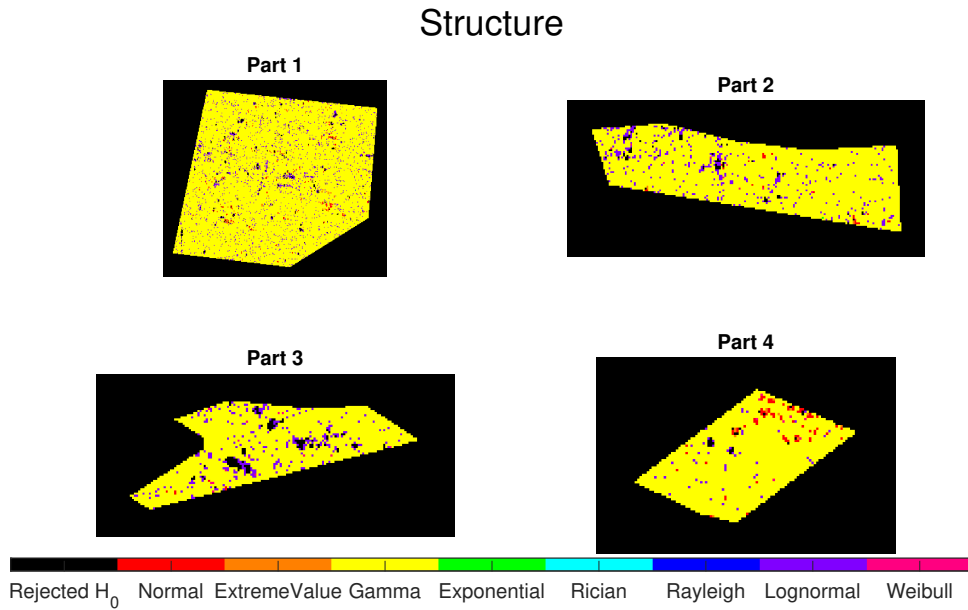 Structure
Part 1
Part 2
Part 3
Part 4
Rejected H0 Normal ExtremeValue Gamma Exponential Rician Rayleigh Lognormal Weibull